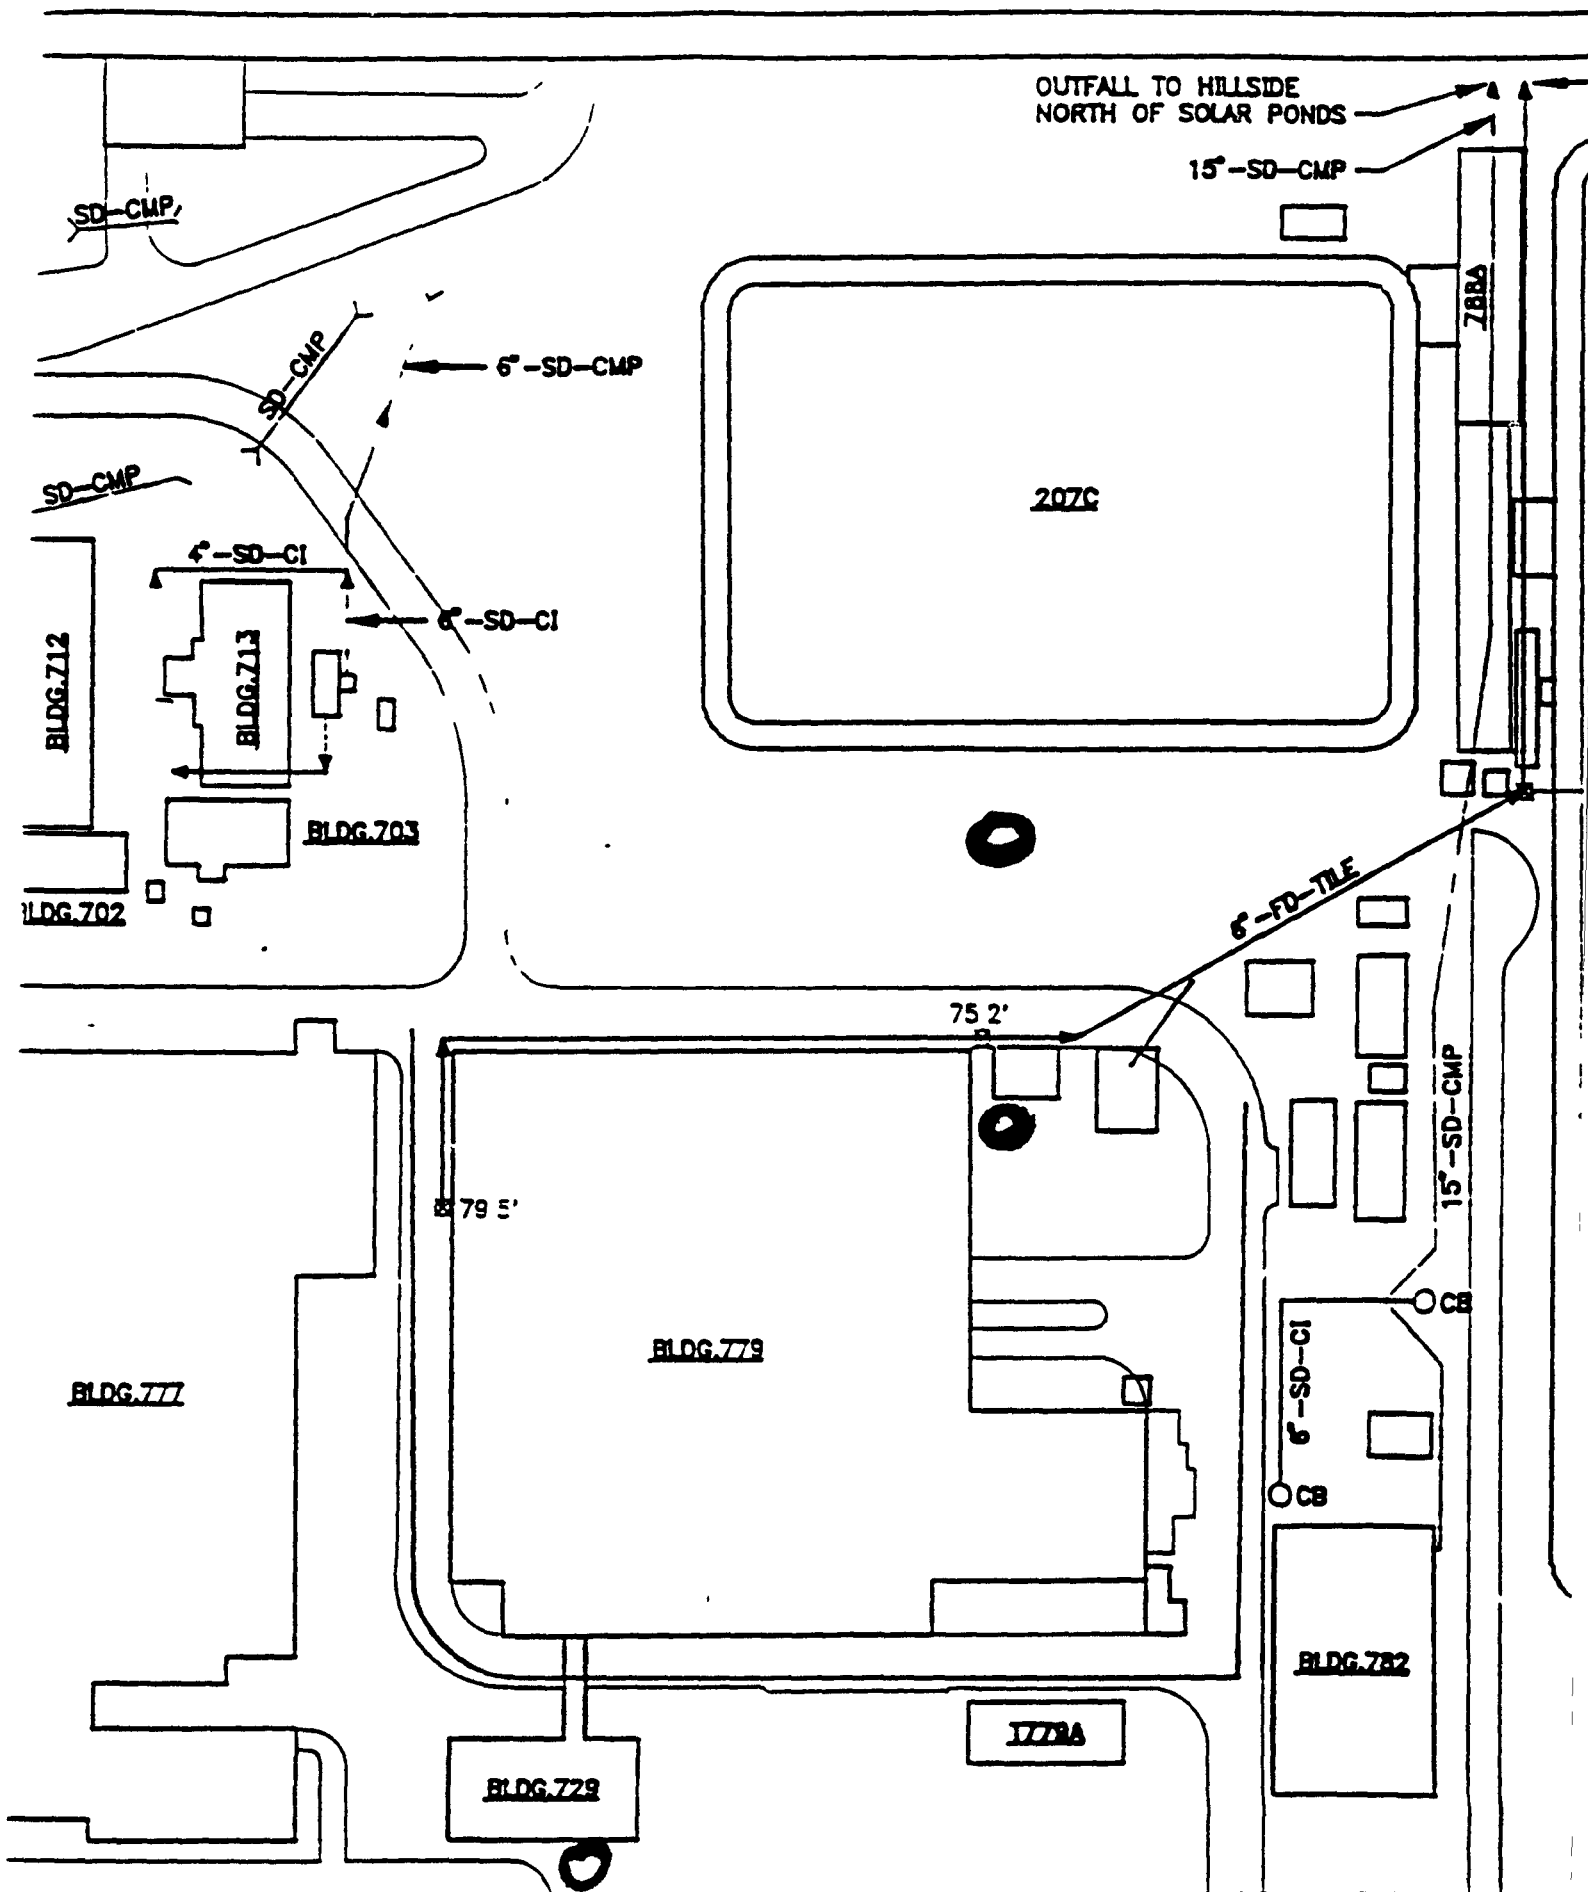 OUTFALL TO HILLSIDE
NORTH OF SOLAR PONDS
15"-SD-CMP
SD-CMP
788A
SD-CMP
6"-SD-CMP
SD-CMP
207C
4"-SD-CI
6"-SD-CI
BLDG.712
BLDG.713
BLDG.703
BLDG.702
6"-FD-TILE
75 2'
15"-SD-CMP
79 5'
CB
6"-SD-CI
BLDG.779
BLDG.777
CB
BLDG.782
BLDG.729